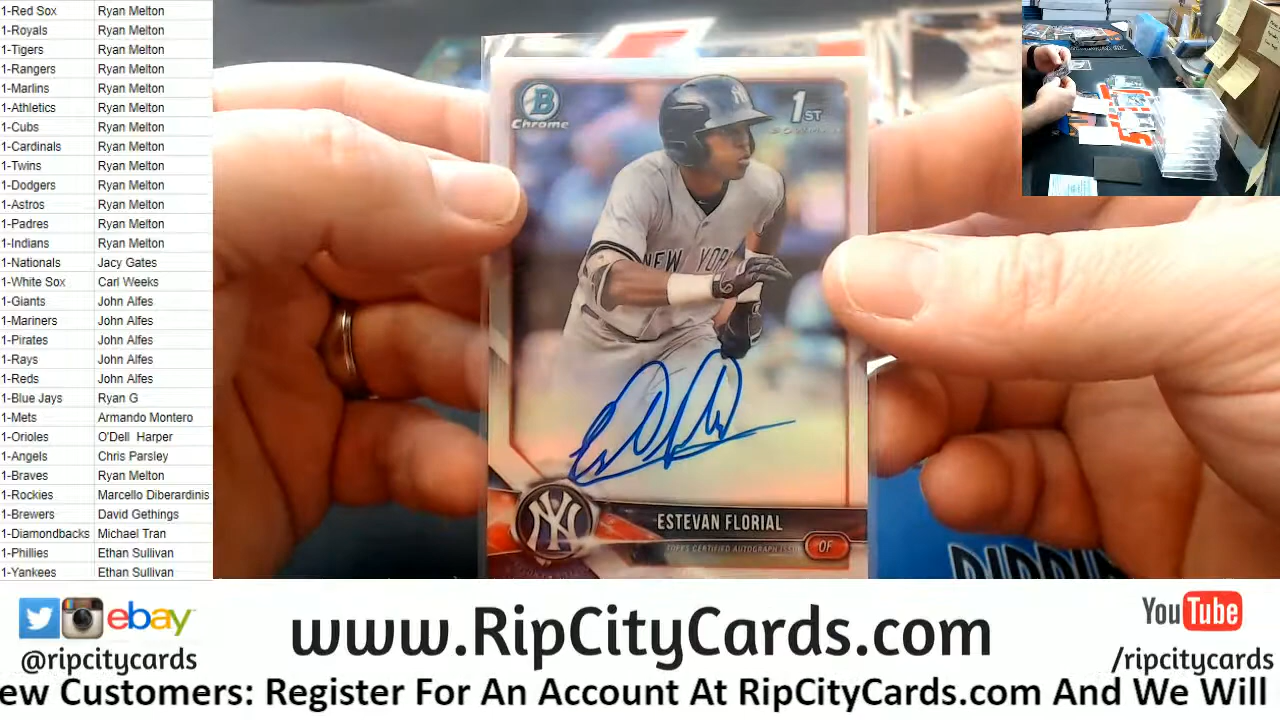 1-Red Sox Ryan Melton
1-Royals Ryan Melton
1-Tigers Ryan Melton
1-Rangers Ryan Melton
1-Marlins Ryan Melton
1-Athletics Ryan Melton
1-Cubs Ryan Melton
1-Cardinals Ryan Melton
1-Twins Ryan Melton
1-Dodgers Ryan Melton
1-Astros Ryan Melton
1-Padres Ryan Melton
1-Indians Ryan Melton
1-Nationals Jacy Gates
1-White Sox Carl Weeks
1-Giants John Alfes
1-Mariners John Alfes
1-Pirates John Alfes
1-Rays John Alfes
1-Reds John Alfes
1-Blue Jays Ryan G
1-Mets Armando Montero
1-Orioles O'Dell Harper
1-Angels Chris Parsley
1-Braves Ryan Melton
1-Rockies Marcello Diberardinis
1-Brewers David Gethings
1-Diamondbacks Michael Tran
1-Phillies Ethan Sullivan
1-Yankees Ethan Sullivan
B
Chrome
1ST
BOWMAN
NY
NEW YORK
NY
ESTEVAN FLORIAL
TOPPS CERTIFIED AUTOGRAPH ISSUE
OF
ebay
@ripcitycards
www.RipCityCards.com
YouTube
/ripcitycards
ew Customers: Register For An Account At RipCityCards.com And We Will